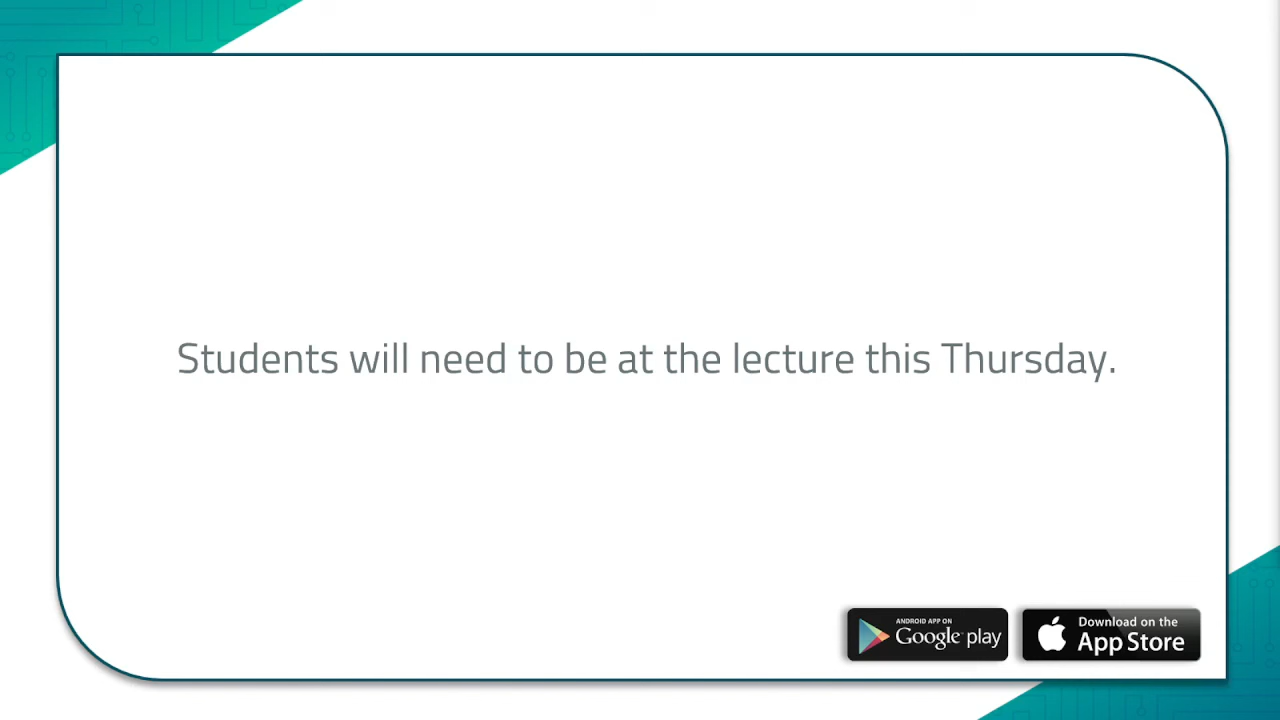 Students will need to be at the lecture this Thursday.
ANDROID APP ON
Google play
Download on the
App Store